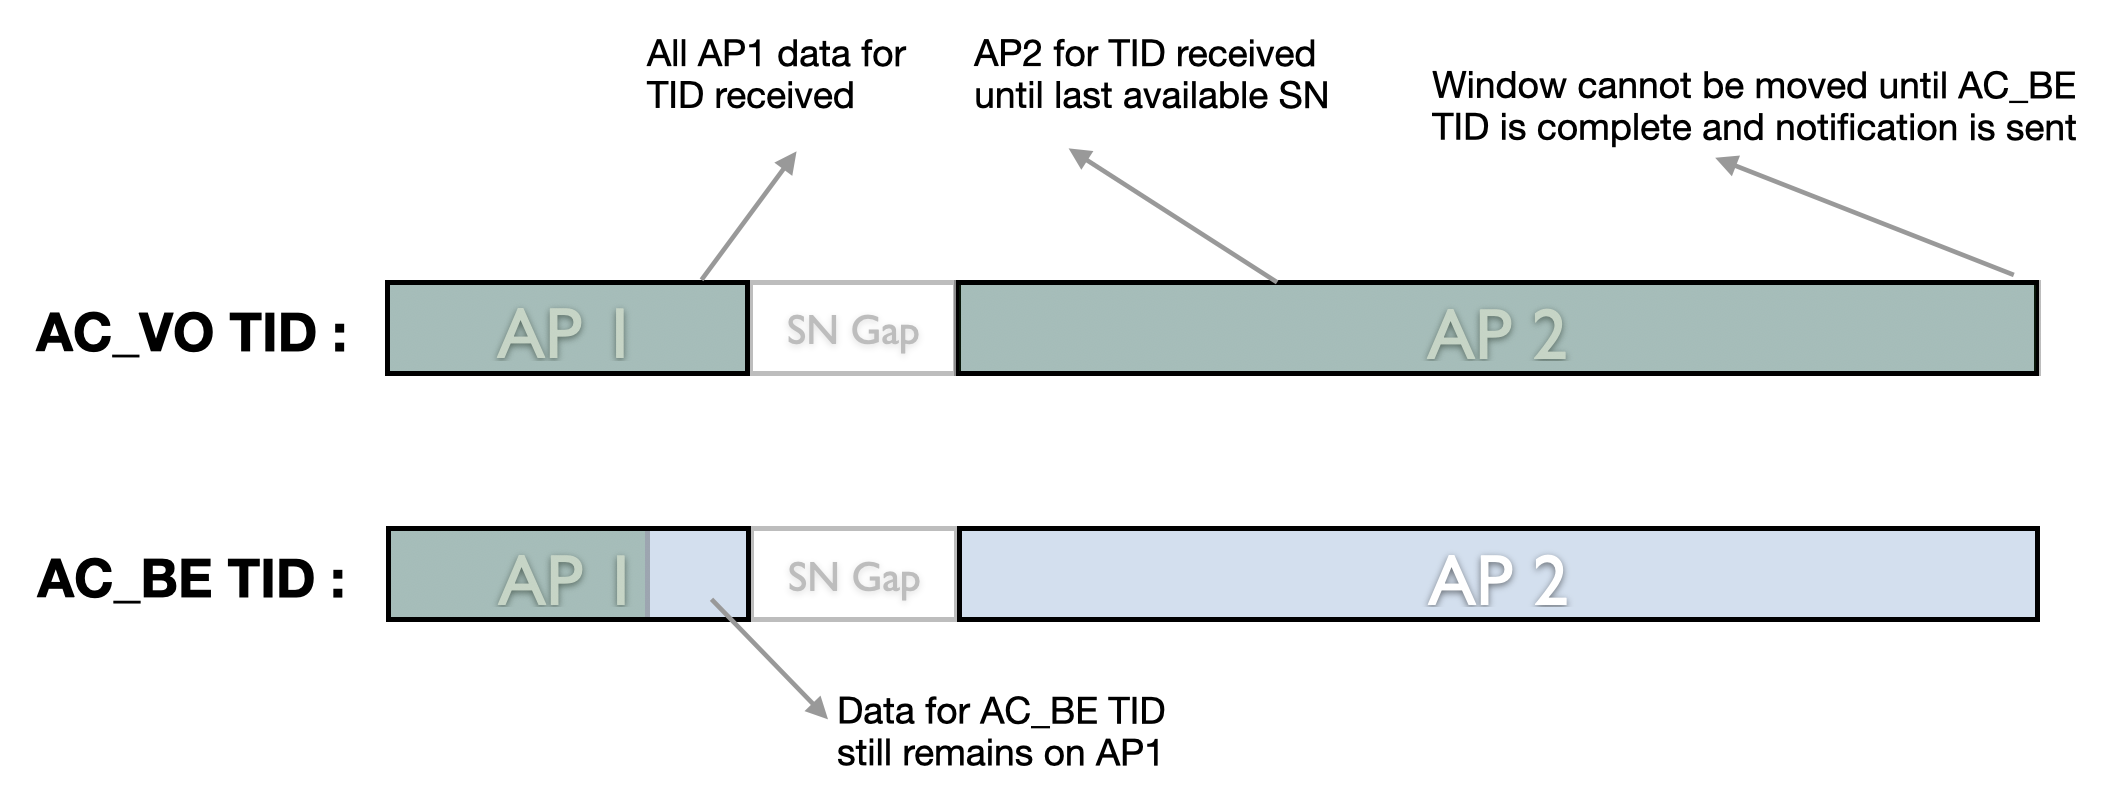 All AP1 data for
TID received
AP2 for TID received
until last available SN
Window cannot be moved until AC_BE
TID is complete and notification is sent
AC_VO TID :
AP 1
SN Gap
AP 2
AC_BE TID :
AP 1
SN Gap
AP 2
Data for AC_BE TID
still remains on AP1